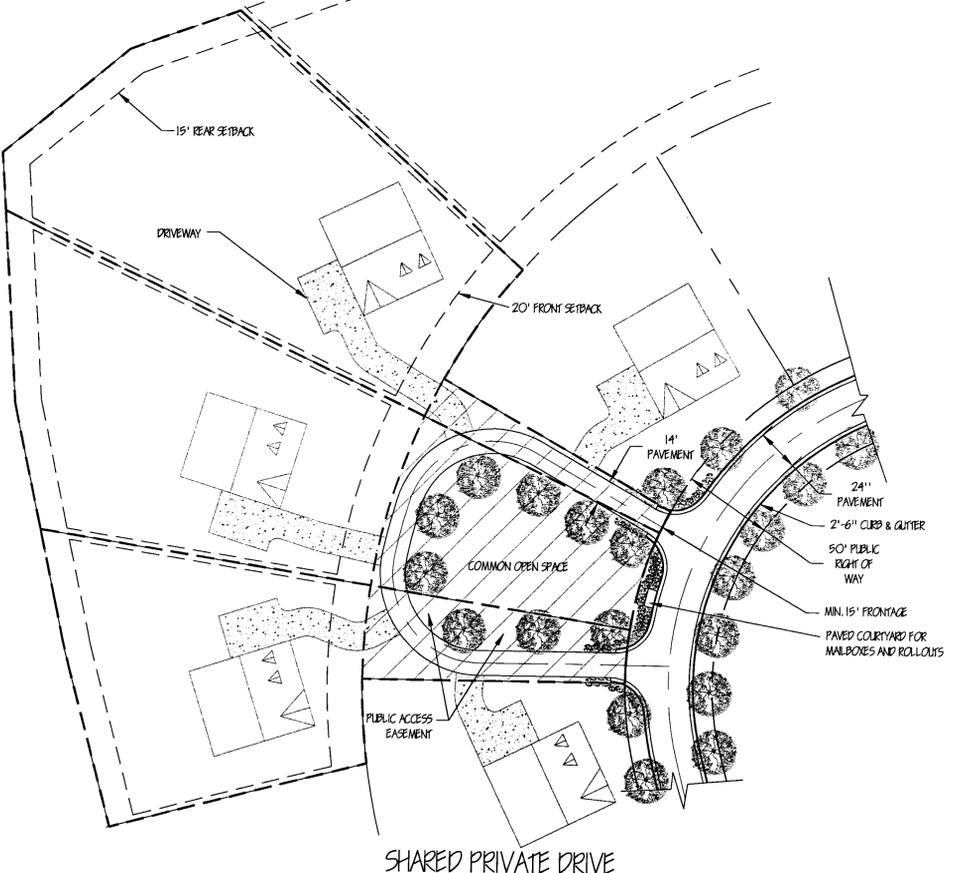 15' REAR SETBACK
DRIVEWAY
20' FRONT SETBACK
14'
PAVEMENT
24''
PAVEMENT
2'-6'' CURB & GUTTER
50' PUBLIC
RIGHT OF
WAY
COMMON OPEN SPACE
MIN. 15' FRONTAGE
PAVED COURTYARD FOR
MAILBOXES AND ROLLOUTS
PUBLIC ACCESS
EASEMENT
SHARED PRIVATE DRIVE